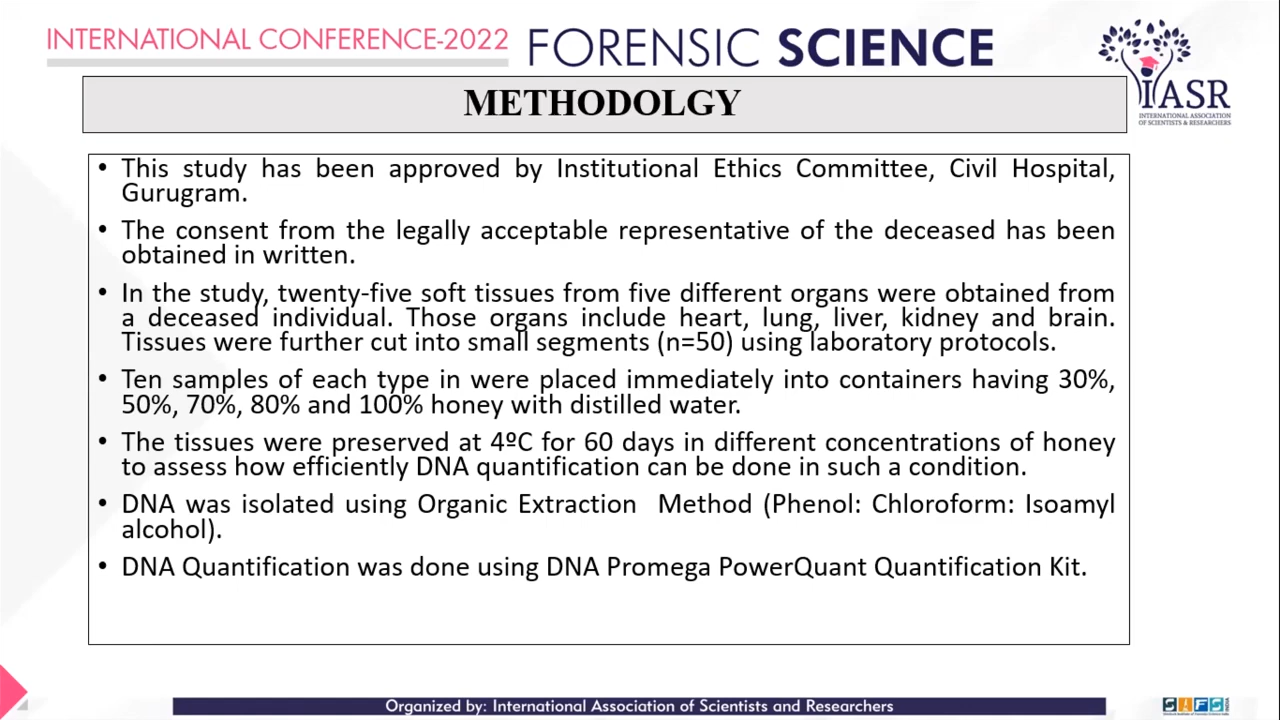 INTERNATIONAL CONFERENCE-2022 FORENSIC SCIENCE
IASR
INTERNATIONAL ASSOCIATION
OF SCIENTISTS & RESEARCHERS
METHODOLGY
• This study has been approved by Institutional Ethics Committee, Civil Hospital,
Gurugram.
• The consent from the legally acceptable representative of the deceased has been
obtained in written.
• In the study, twenty-five soft tissues from five different organs were obtained from
a deceased individual. Those organs include heart, lung, liver, kidney and brain.
Tissues were further cut into small segments (n=50) using laboratory protocols.
• Ten samples of each type in were placed immediately into containers having 30%,
50%, 70%, 80% and 100% honey with distilled water.
• The tissues were preserved at 4ºC for 60 days in different concentrations of honey
to assess how efficiently DNA quantification can be done in such a condition.
• DNA was isolated using Organic Extraction Method (Phenol: Chloroform: Isoamyl
alcohol).
• DNA Quantification was done using DNA Promega PowerQuant Quantification Kit.
Organized by: International Association of Scientists and Researchers
SIFS